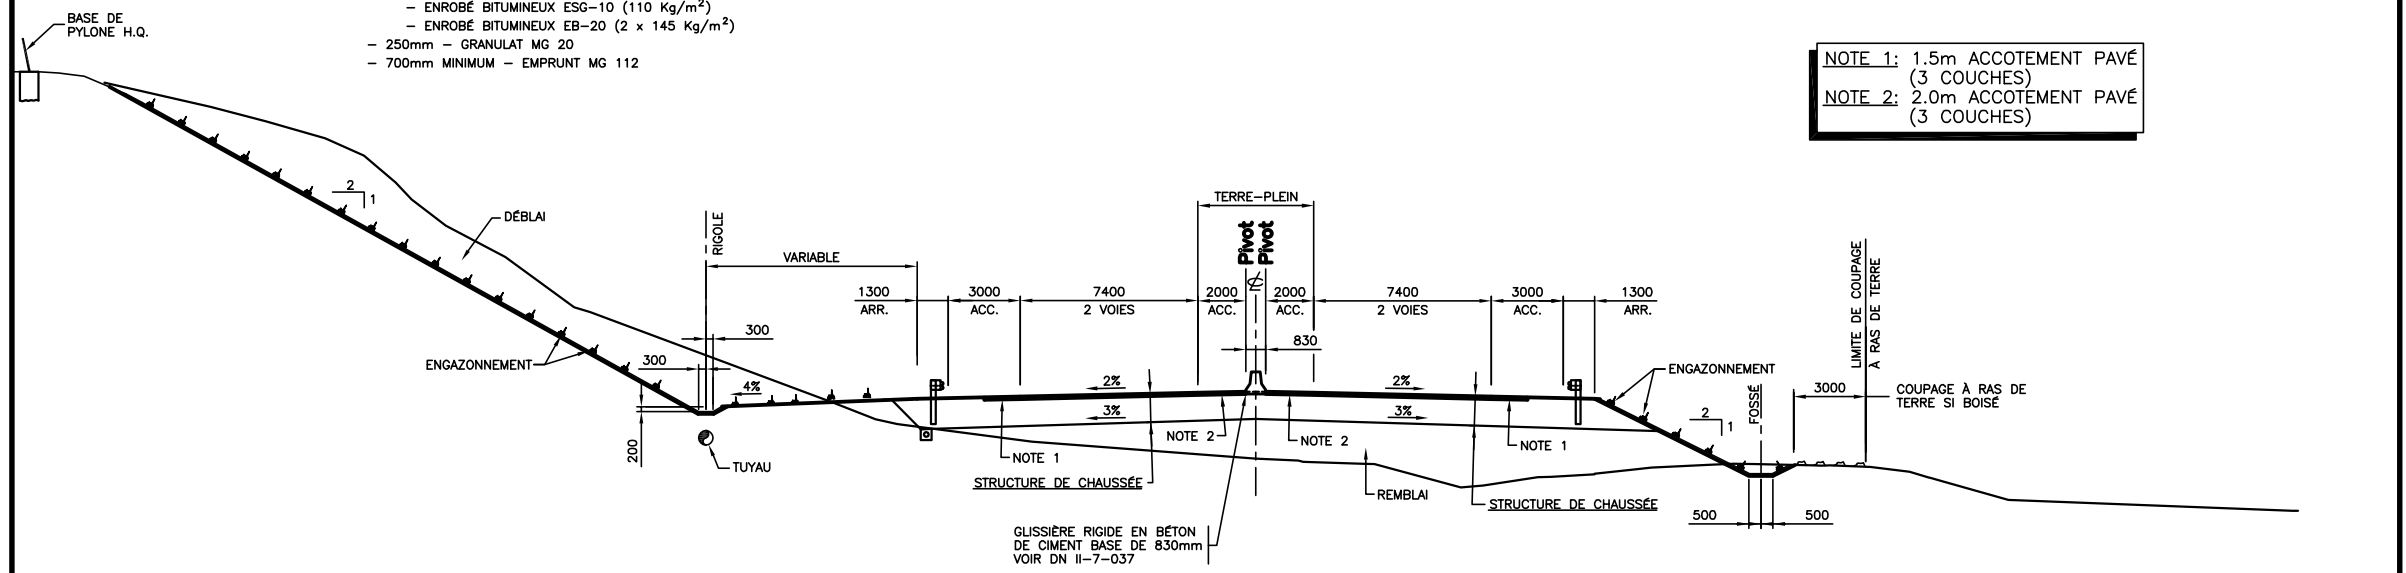 – ENROBÉ BITUMINEUX ESG–10 (110 Kg/m²)
– ENROBÉ BITUMINEUX EB–20 (2 x 145 Kg/m²)
– 250mm – GRANULAT MG 20
– 700mm MINIMUM – EMPRUNT MG 112
BASE DE
PYLONE H.Q.
NOTE 1: 1.5m ACCOTEMENT PAVÉ
(3 COUCHES)
NOTE 2: 2.0m ACCOTEMENT PAVÉ
(3 COUCHES)
2
1
DÉBLAI
RIGOLE
VARIABLE
TERRE–PLEIN
Pivot
Pivot
LIMITE DE COUPAGE
À RAS DE TERRE
1300
ARR.
3000
ACC.
7400
2 VOIES
2000
ACC.
2000
ACC.
7400
2 VOIES
3000
ACC.
1300
ARR.
300
830
300
ENGAZONNEMENT
ENGAZONNEMENT
4%
2%
2%
3%
3%
3000
COUPAGE À RAS DE
TERRE SI BOISÉ
FOSSÉ
2
1
200
TUYAU
NOTE 1
NOTE 2
NOTE 2
NOTE 1
STRUCTURE DE CHAUSSÉE
REMBLAI
STRUCTURE DE CHAUSSÉE
500
500
GLISSIÈRE RIGIDE EN BÉTON
DE CIMENT BASE DE 830mm
VOIR DN II–7–037